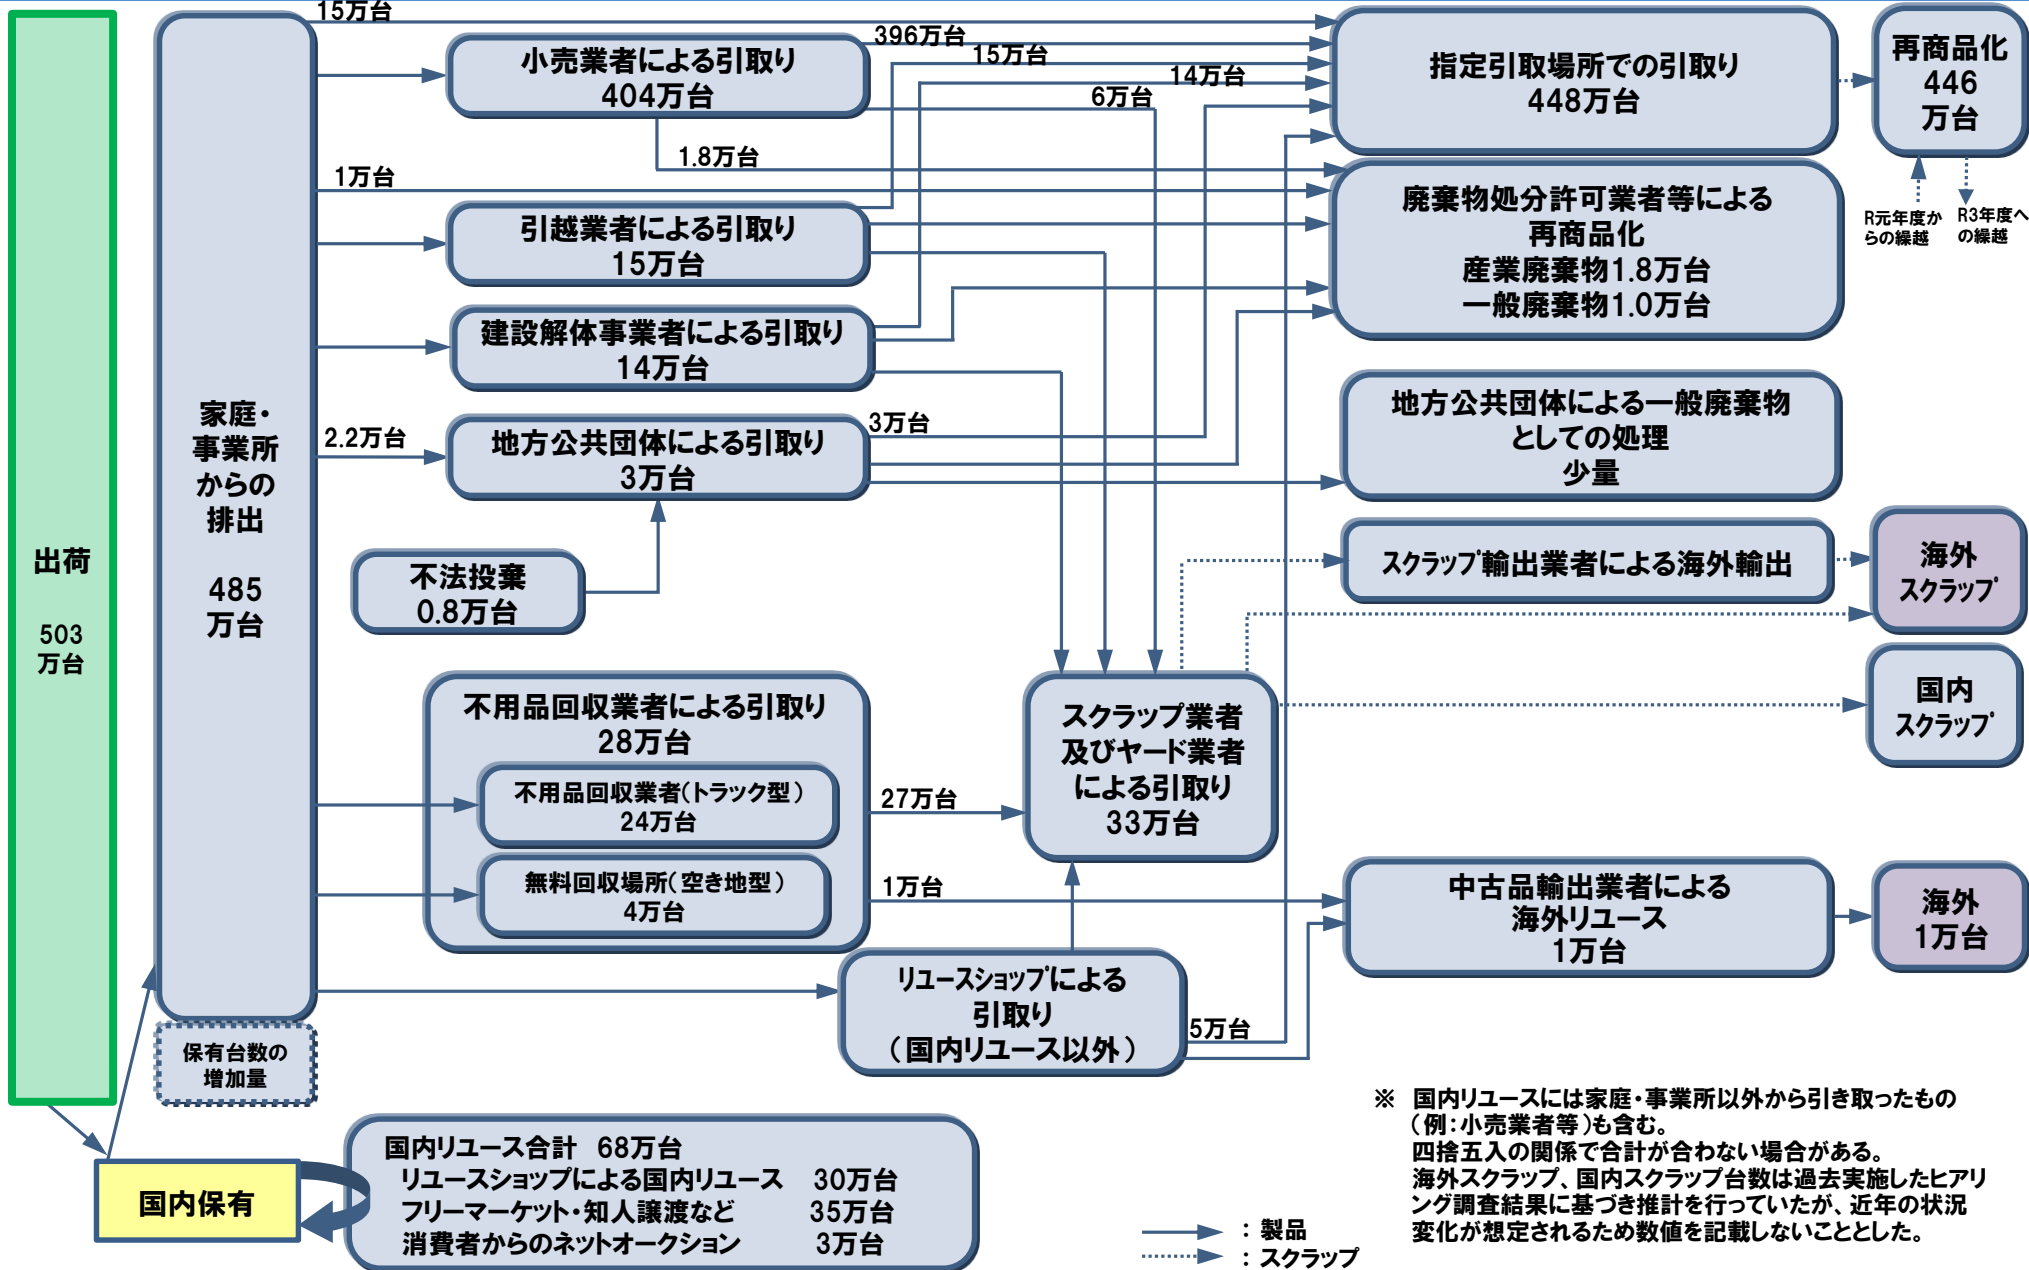 出荷
503
万台
家庭・
事業所
からの
排出
485
万台
保有台数の
増加量
国内保有
15万台
小売業者による引取り
404万台
396万台
15万台
14万台
6万台
1.8万台
1万台
引越業者による引取り
15万台
建設解体事業者による引取り
14万台
2.2万台
地方公共団体による引取り
3万台
3万台
不法投棄
0.8万台
不用品回収業者による引取り
28万台
不用品回収業者(トラック型)
24万台
無料回収場所(空き地型)
4万台
27万台
1万台
スクラップ業者
及びヤード業者
による引取り
33万台
リユースショップによる
引取り
(国内リユース以外)
5万台
指定引取場所での引取り
448万台
再商品化
446
万台
R元年度か
らの繰越
R3年度へ
の繰越
廃棄物処分許可業者等による
再商品化
産業廃棄物1.8万台
一般廃棄物1.0万台
地方公共団体による一般廃棄物
としての処理
少量
スクラップ輸出業者による海外輸出
海外
スクラップ
国内
スクラップ
中古品輸出業者による
海外リユース
1万台
海外
1万台
国内リユース合計 68万台
リユースショップによる国内リユース 30万台
フリーマーケット・知人譲渡など 35万台
消費者からのネットオークション 3万台
：製品
：スクラップ
※ 国内リユースには家庭・事業所以外から引き取ったもの
(例：小売業者等)も含む。
四捨五入の関係で合計が合わない場合がある。
海外スクラップ、国内スクラップ台数は過去実施したヒアリ
ング調査結果に基づき推計を行っていたが、近年の状況
変化が想定されるため数値を記載しないこととした。